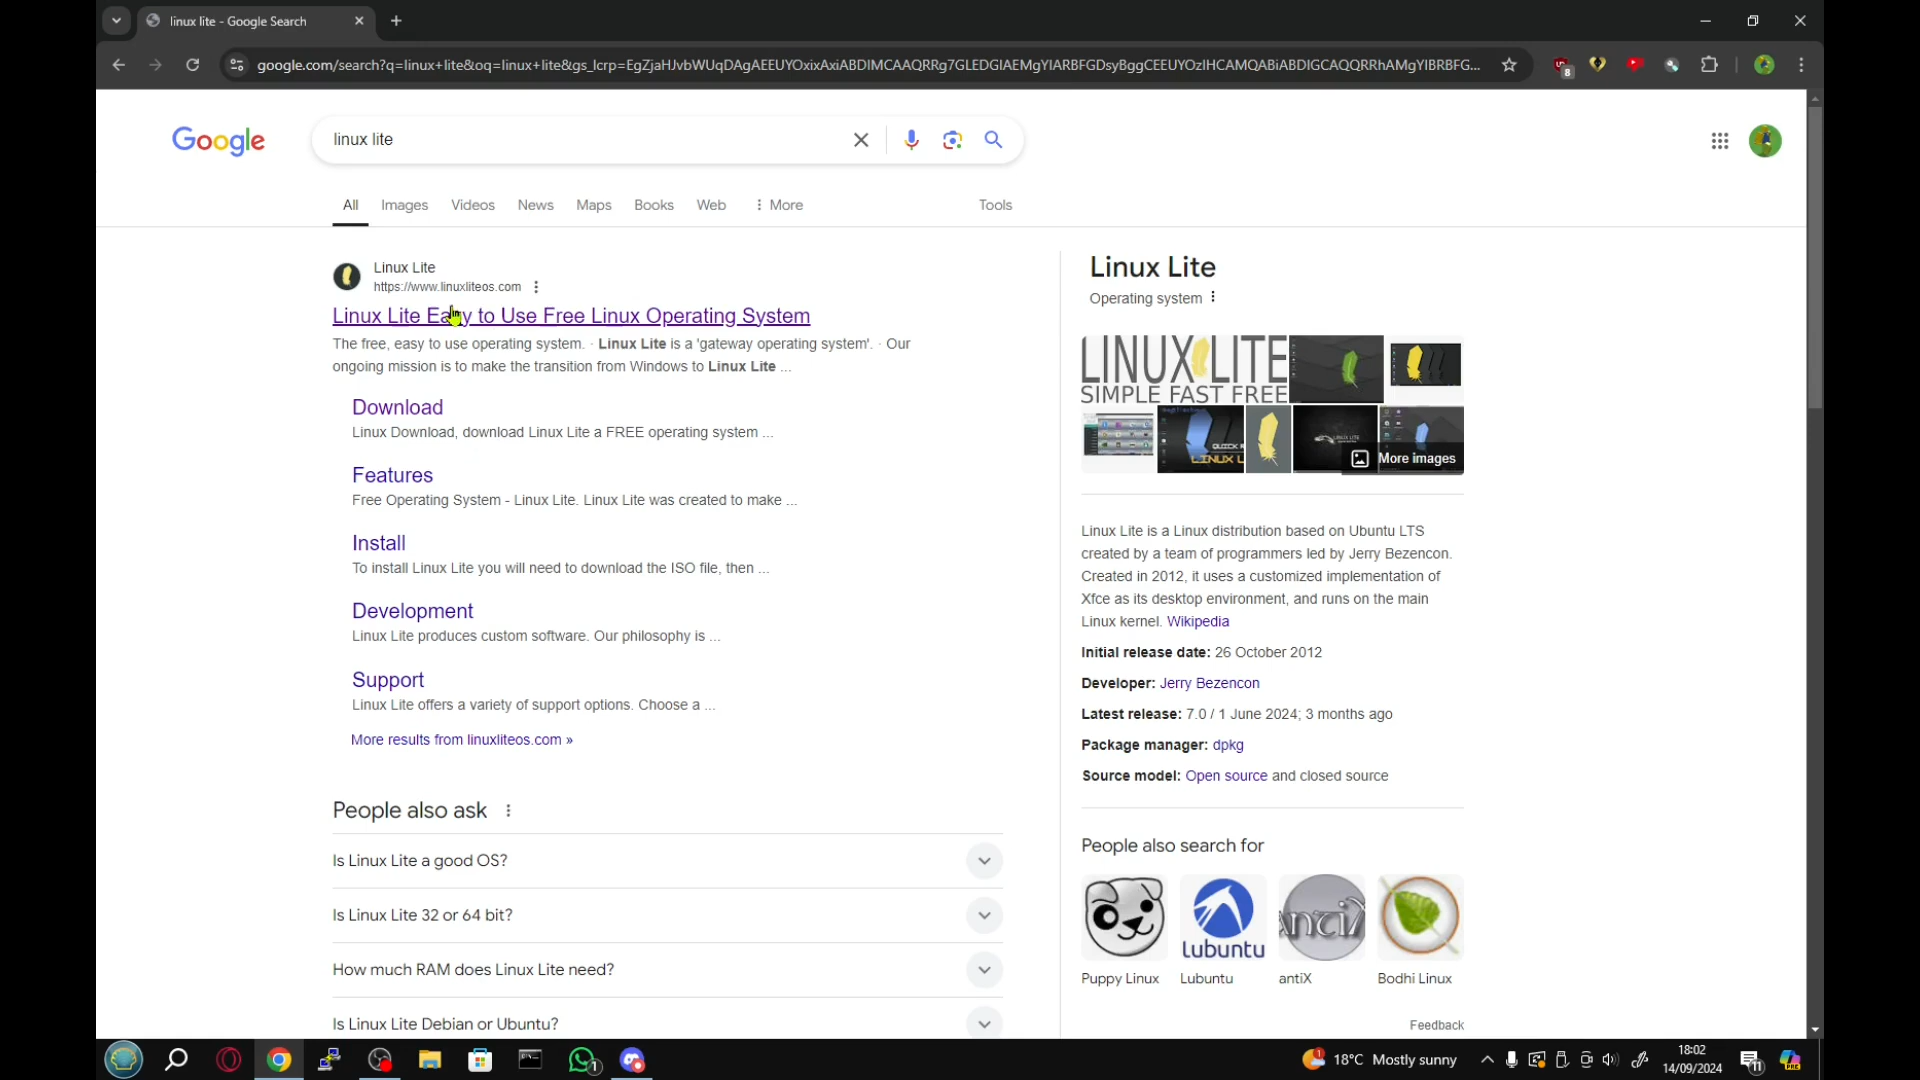 linux lite - Google Search
google.com/search?q=linux+lite&oq=linux+lite&gs_lcrp=EgZjaHJvbWUqDAgAEEUYOxixAxiABDIMCAAQRRg7GLEDGIAEMgYIARBFGDsyBggCEEUYOzIHCAMQABiABDIGCAQQRRhAMgYIBRBFG...
8
Google
linux lite
All Images Videos News Maps Books Web More Tools
Linux Lite
https://www.linuxliteos.com
Linux Lite Easy to Use Free Linux Operating System
The free, easy to use operating system. · Linux Lite is a 'gateway operating system'. · Our
ongoing mission is to make the transition from Windows to Linux Lite ...
Download
Linux Download, download Linux Lite a FREE operating system ...
Features
Free Operating System - Linux Lite. Linux Lite was created to make ...
Install
To install Linux Lite you will need to download the ISO file, then ...
Development
Linux Lite produces custom software. Our philosophy is ...
Support
Linux Lite offers a variety of support options. Choose a ...
More results from linuxliteos.com »
People also ask
Is Linux Lite a good OS?
Is Linux Lite 32 or 64 bit?
How much RAM does Linux Lite need?
Is Linux Lite Debian or Ubuntu?
Linux Lite
Operating system
LINUX LITE
SIMPLE FAST FREE
More images
Linux Lite is a Linux distribution based on Ubuntu LTS
created by a team of programmers led by Jerry Bezencon.
Created in 2012, it uses a customized implementation of
Xfce as its desktop environment, and runs on the main
Linux kernel. Wikipedia
Initial release date: 26 October 2012
Developer: Jerry Bezencon
Latest release: 7.0 / 1 June 2024; 3 months ago
Package manager: dpkg
Source model: Open source and closed source
People also search for
lubuntu
antiX
Puppy Linux Lubuntu antiX Bodhi Linux
Feedback
1
1
18°C Mostly sunny
18:02
14/09/2024
11
PRE